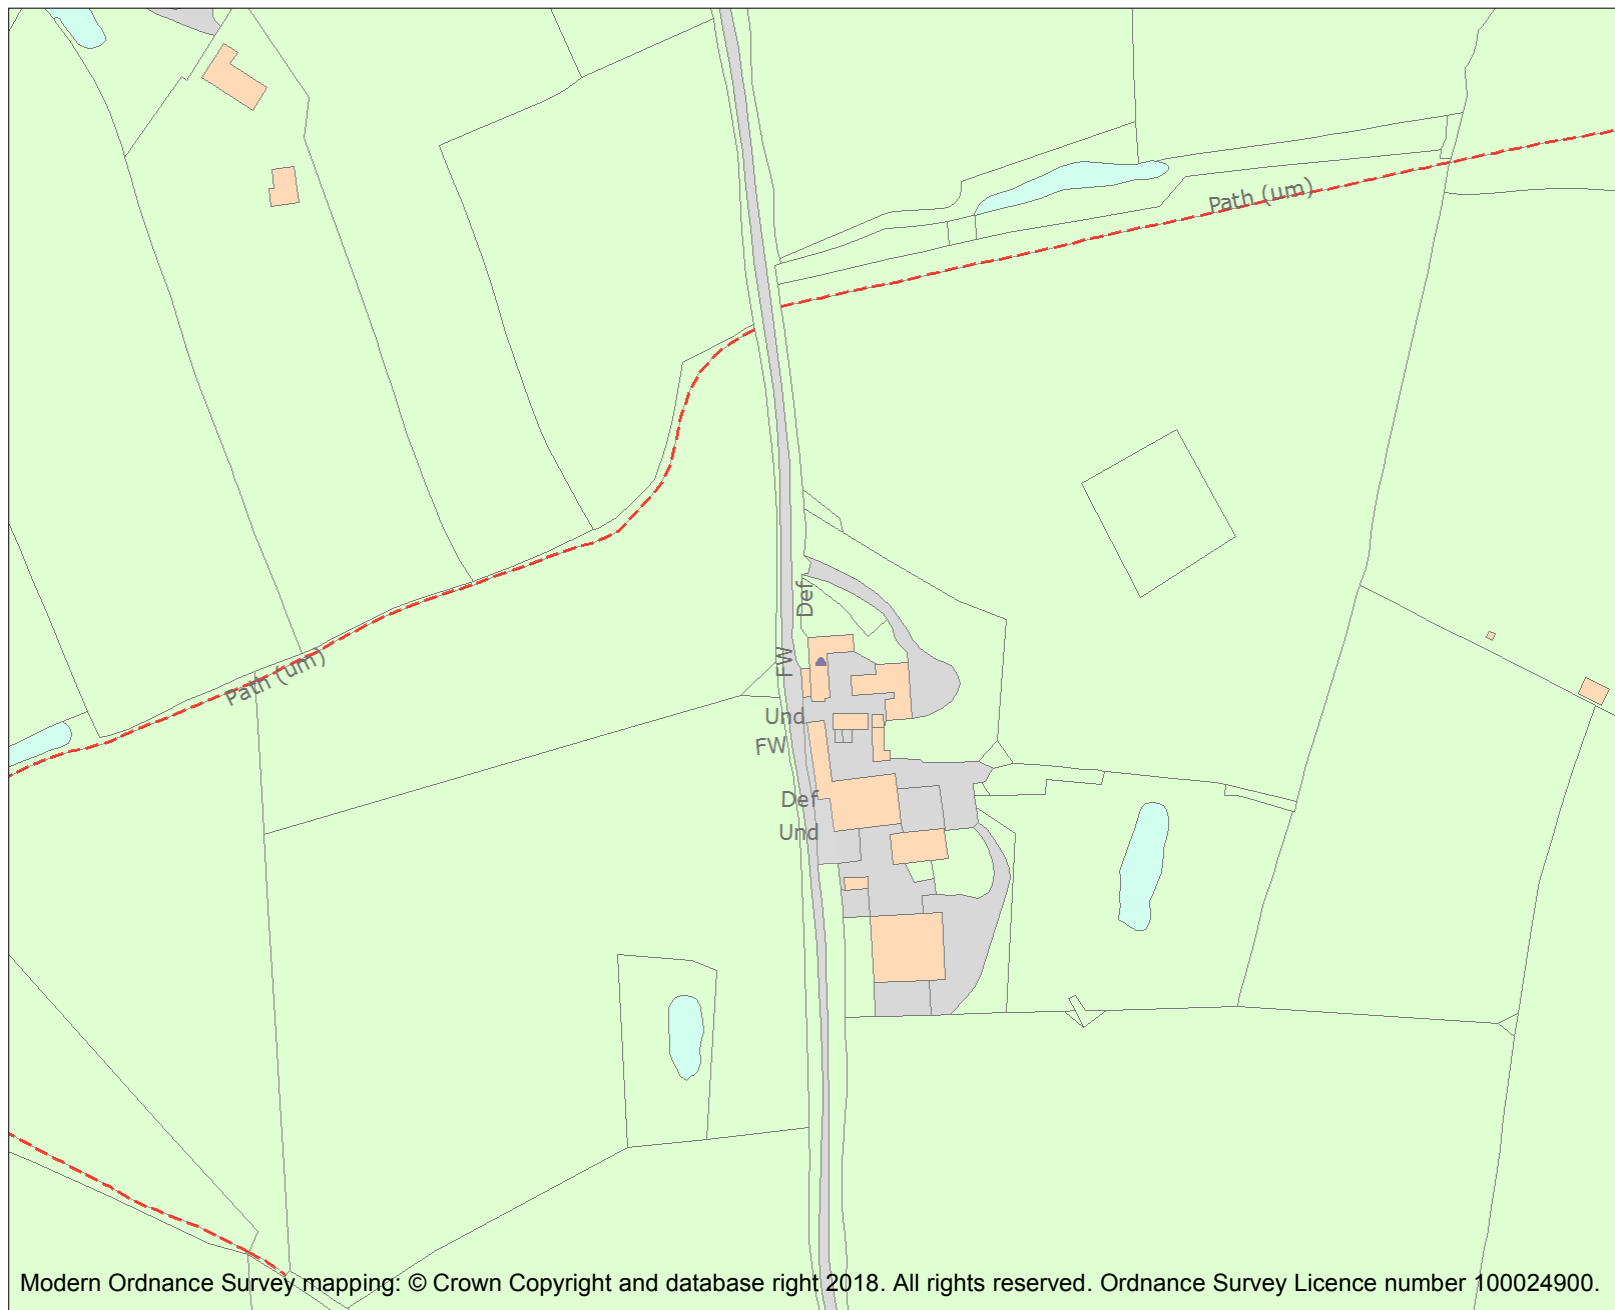 Path (um)
Def
FW
Path (um)
Und
FW
Def
Und
Modern Ordnance Survey mapping: © Crown Copyright and database right 2018. All rights reserved. Ordnance Survey Licence number 100024900.